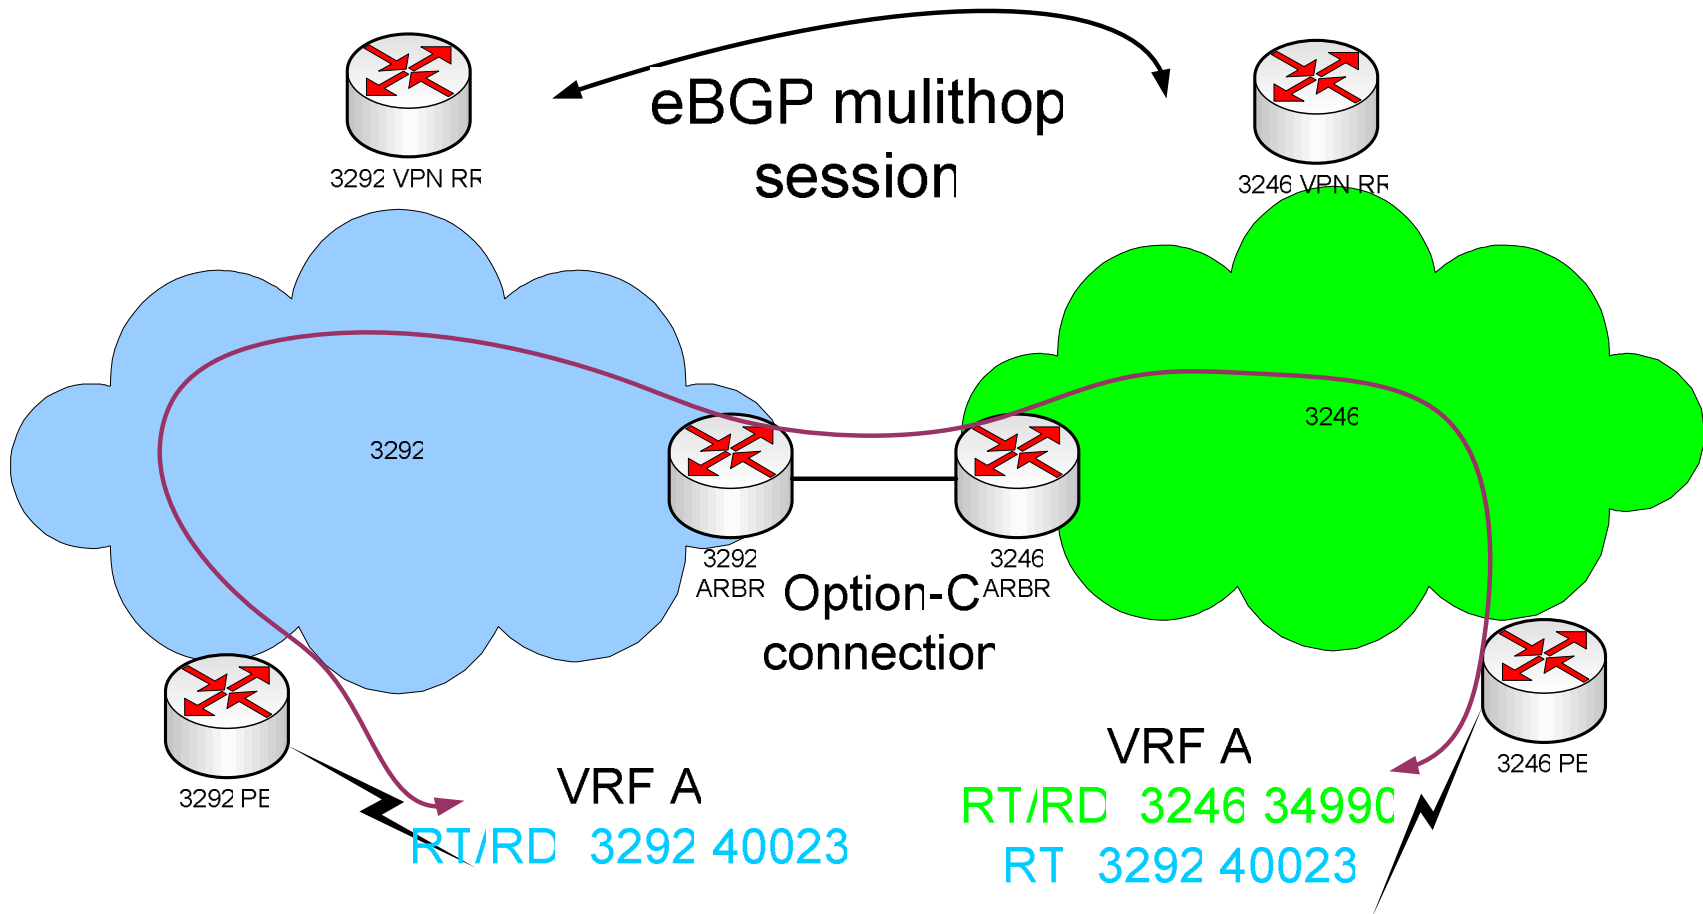 eBGP mulithop
session
3292 VPN RR
3246 VPN RR
3292
3246
3292
ARBR
3246
ARBR
Option-C
connection
3292 PE
3246 PE
VRF A
RT/RD 3292 40023
VRF A
RT/RD 3246 34990
RT 3292 40023